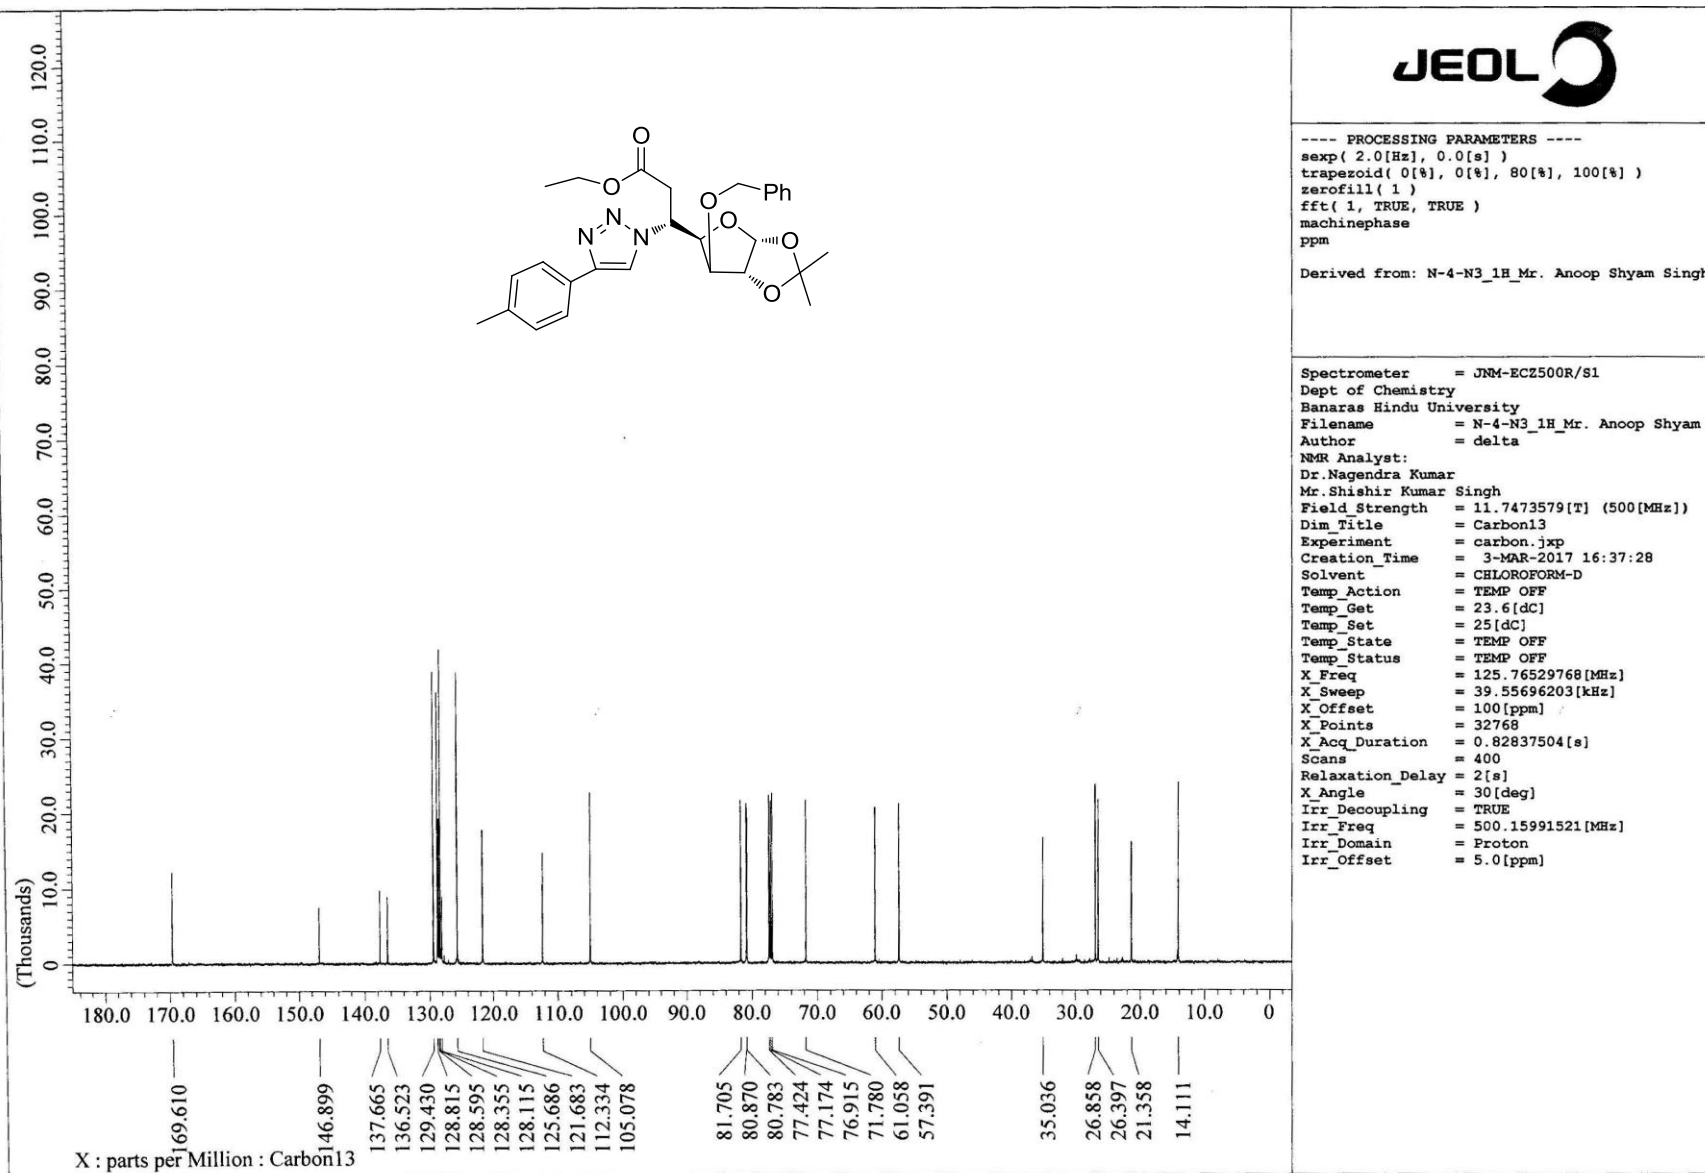 JEOL
---- PROCESSING PARAMETERS ----
sexp( 2.0[Hz], 0.0[s] )
trapezoid( 0[%], 0[%], 80[%], 100[%] )
zerofill( 1 )
fft( 1, TRUE, TRUE )
machinephase
ppm
Derived from: N-4-N3_1H_Mr. Anoop Shyam Singh
Spectrometer = JNM-ECZ500R/S1
Dept of Chemistry
Banaras Hindu University
Filename = N-4-N3_1H_Mr. Anoop Shyam
Author = delta
NMR Analyst:
Dr.Nagendra Kumar
Mr.Shishir Kumar Singh
Field_Strength = 11.7473579[T] (500[MHz])
Dim_Title = Carbon13
Experiment = carbon.jxp
Creation_Time = 3-MAR-2017 16:37:28
Solvent = CHLOROFORM-D
Temp_Action = TEMP OFF
Temp_Get = 23.6[dC]
Temp_Set = 25[dC]
Temp_State = TEMP OFF
Temp_Status = TEMP OFF
X_Freq = 125.76529768[MHz]
X_Sweep = 39.55696203[kHz]
X_Offset = 100[ppm]
X_Points = 32768
X_Acq_Duration = 0.82837504[s]
Scans = 400
Relaxation_Delay = 2[s]
X_Angle = 30[deg]
Irr_Decoupling = TRUE
Irr_Freq = 500.15991521[MHz]
Irr_Domain = Proton
Irr_Offset = 5.0[ppm]
O
O
O
Ph
N
N
N
O
O
O
120.0
110.0
100.0
90.0
80.0
70.0
60.0
50.0
40.0
30.0
20.0
10.0
0
(Thousands)
180.0 170.0 160.0 150.0 140.0 130.0 120.0 110.0 100.0 90.0 80.0 70.0 60.0 50.0 40.0 30.0 20.0 10.0 0
169.610
146.899
137.665
136.523
129.430
128.815
128.595
128.355
128.115
125.686
121.683
112.334
105.078
81.705
80.870
80.783
77.424
77.174
76.915
71.780
61.058
57.391
35.036
26.858
26.397
21.358
14.111
X : parts per Million : Carbon13